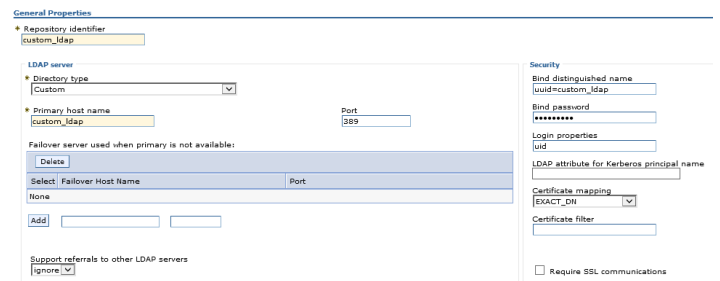 General Properties
* Repository identifier
custom_ldap
LDAP server
* Directory type
Custom
* Primary host name
Port
custom_ldap
389
Failover server used when primary is not available:
Delete
Select Failover Host Name Port
None
Add
Support referrals to other LDAP servers
ignore
Security
Bind distinguished name
uuid=custom_ldap
Bind password
•••••••••
Login properties
uid
LDAP attribute for Kerberos principal name
Certificate mapping
EXACT_DN
Certificate filter
Require SSL communications